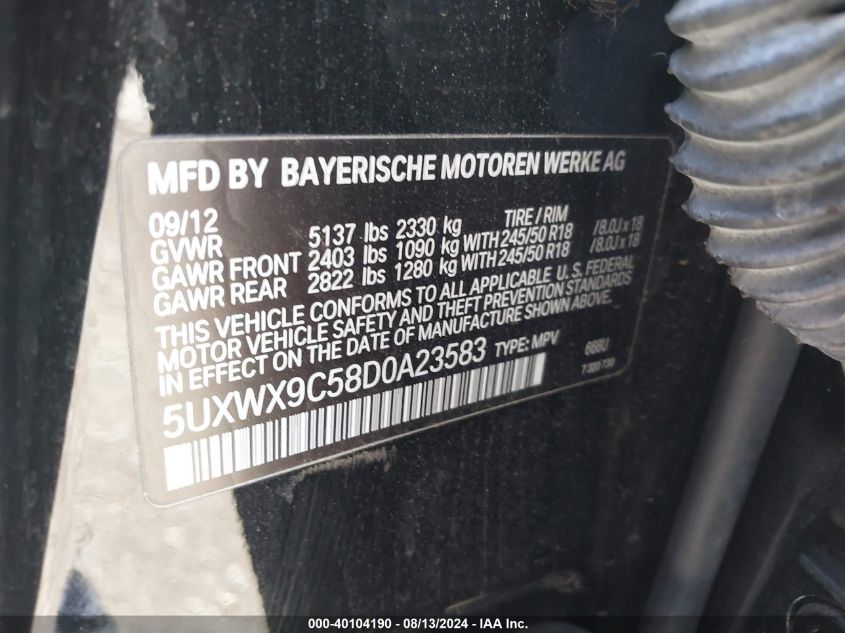 MFD BY BAYERISCHE MOTOREN WERKE AG
09/12 TIRE / RIM
GVWR 5137 lbs 2330 kg
GAWR FRONT 2403 lbs 1090 kg WITH 245/50 R18 /8.0J x 18
GAWR REAR 2822 lbs 1280 kg WITH 245/50 R18 /8.0J x 18
THIS VEHICLE CONFORMS TO ALL APPLICABLE U.S. FEDERAL
MOTOR VEHICLE SAFETY AND THEFT PREVENTION STANDARDS
IN EFFECT ON THE DATE OF MANUFACTURE SHOWN ABOVE.
5UXWX9C58D0A23583 TYPE: MPV 668U
7 320 730
000-40104190 - 08/13/2024 - IAA Inc.